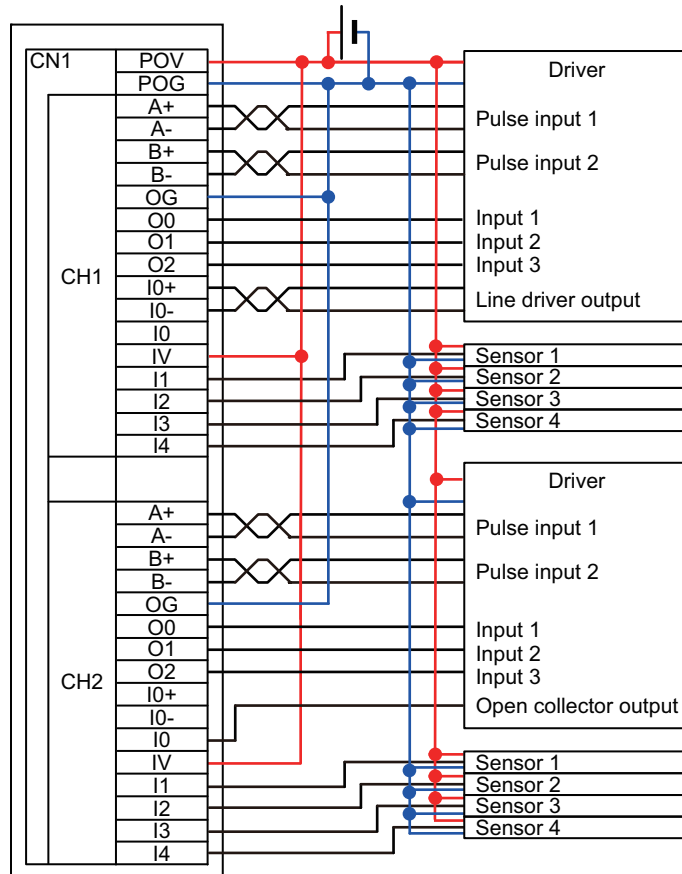 CN1
POV
POG
CH1
A+
A-
B+
B-
OG
O0
O1
O2
I0+
I0-
I0
IV
I1
I2
I3
I4
Driver
Pulse input 1
Pulse input 2
Input 1
Input 2
Input 3
Line driver output
Sensor 1
Sensor 2
Sensor 3
Sensor 4
CH2
A+
A-
B+
B-
OG
O0
O1
O2
I0+
I0-
I0
IV
I1
I2
I3
I4
Driver
Pulse input 1
Pulse input 2
Input 1
Input 2
Input 3
Open collector output
Sensor 1
Sensor 2
Sensor 3
Sensor 4